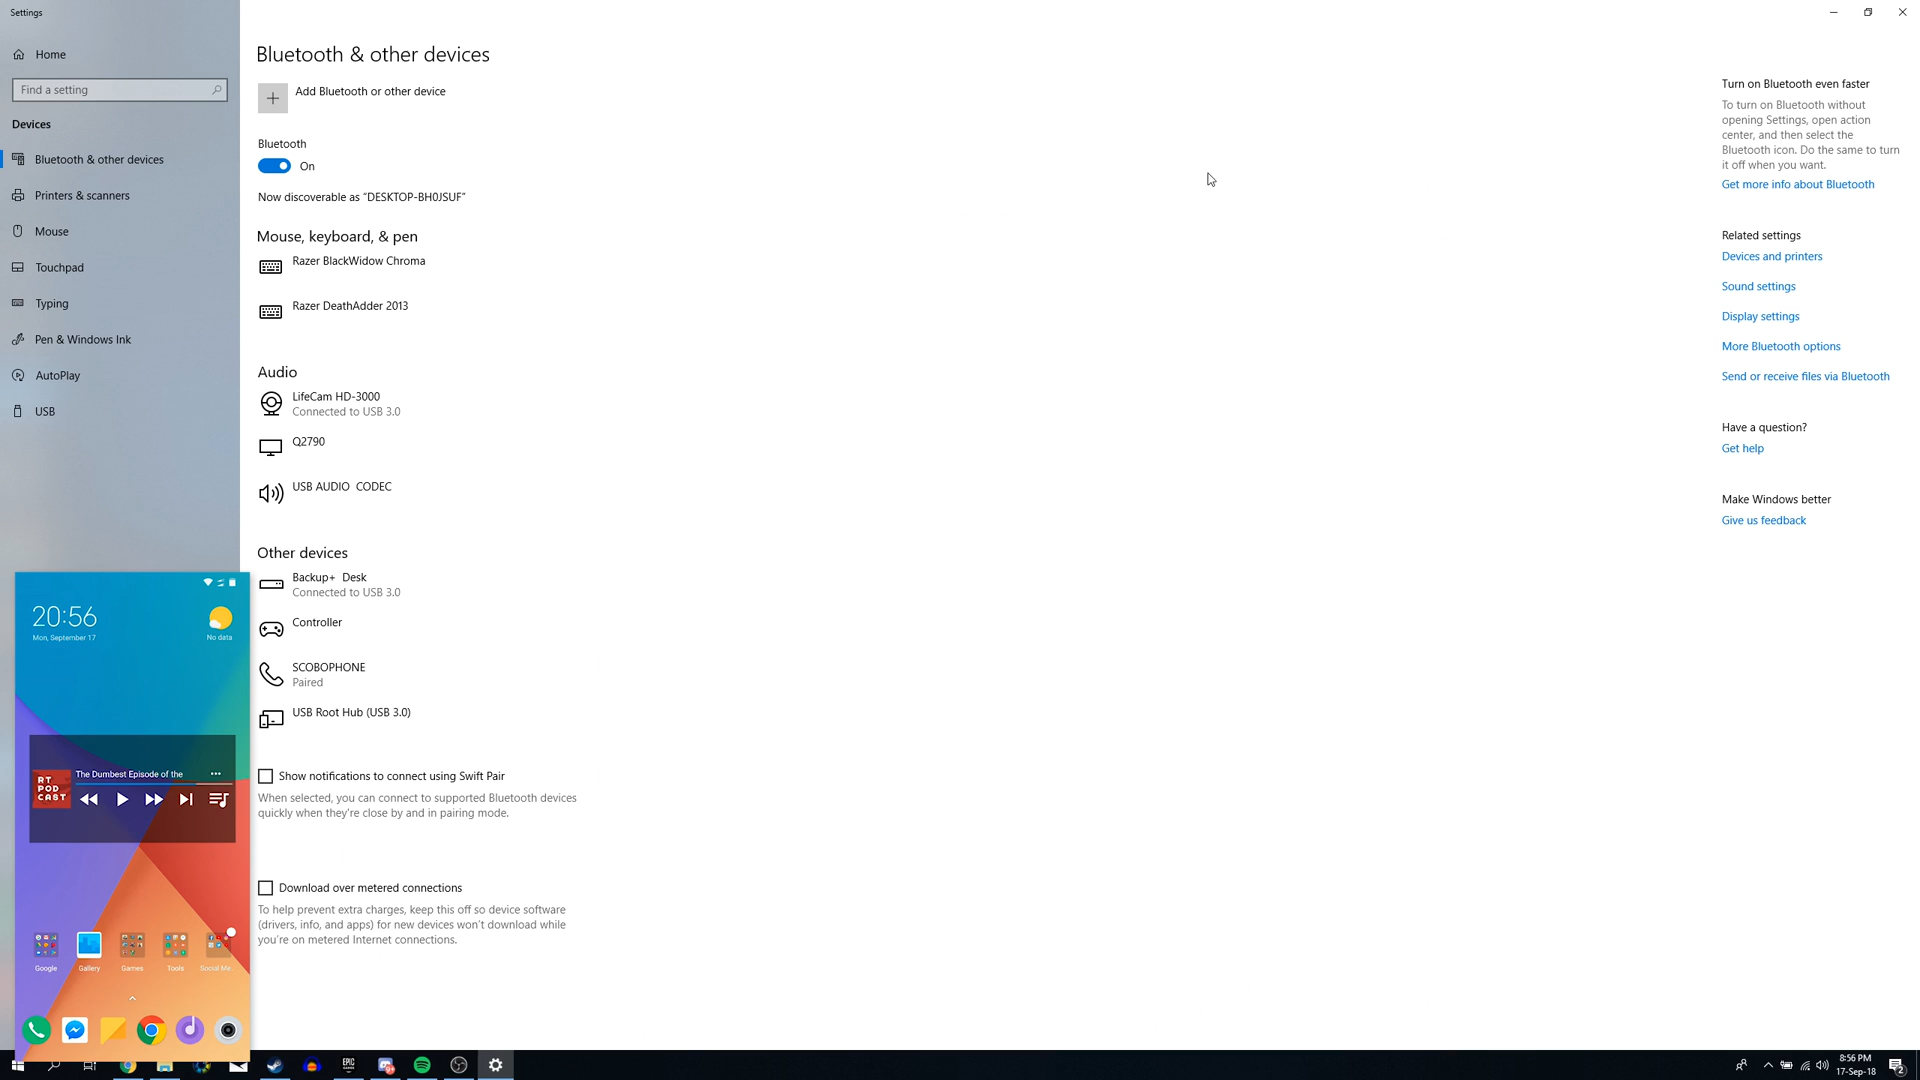 Settings
Home
Find a setting
Devices
Bluetooth & other devices
Printers & scanners
Mouse
Touchpad
Typing
Pen & Windows Ink
AutoPlay
USB
Bluetooth & other devices
Add Bluetooth or other device
Bluetooth
On
Now discoverable as “DESKTOP-BH0JSUF”
Mouse, keyboard, & pen
Razer BlackWidow Chroma
Razer DeathAdder 2013
Audio
LifeCam HD-3000
Connected to USB 3.0
Q2790
USB AUDIO  CODEC
Other devices
Backup+  Desk
Connected to USB 3.0
Controller
SCOBOPHONE
Paired
USB Root Hub (USB 3.0)
Show notifications to connect using Swift Pair
When selected, you can connect to supported Bluetooth devices
quickly when they're close by and in pairing mode.
Download over metered connections
To help prevent extra charges, keep this off so device software
(drivers, info, and apps) for new devices won't download while
you're on metered Internet connections.
Turn on Bluetooth even faster
To turn on Bluetooth without
opening Settings, open action
center, and then select the
Bluetooth icon. Do the same to turn
it off when you want.
Get more info about Bluetooth
Related settings
Devices and printers
Sound settings
Display settings
More Bluetooth options
Send or receive files via Bluetooth
Have a question?
Get help
Make Windows better
Give us feedback
20:56
Mon, September 17
No data
RT
POD
CAST
The Dumbest Episode of the
Google
Gallery
Games
Tools
Social Me...
EPIC
8:56 PM
17-Sep-18
2